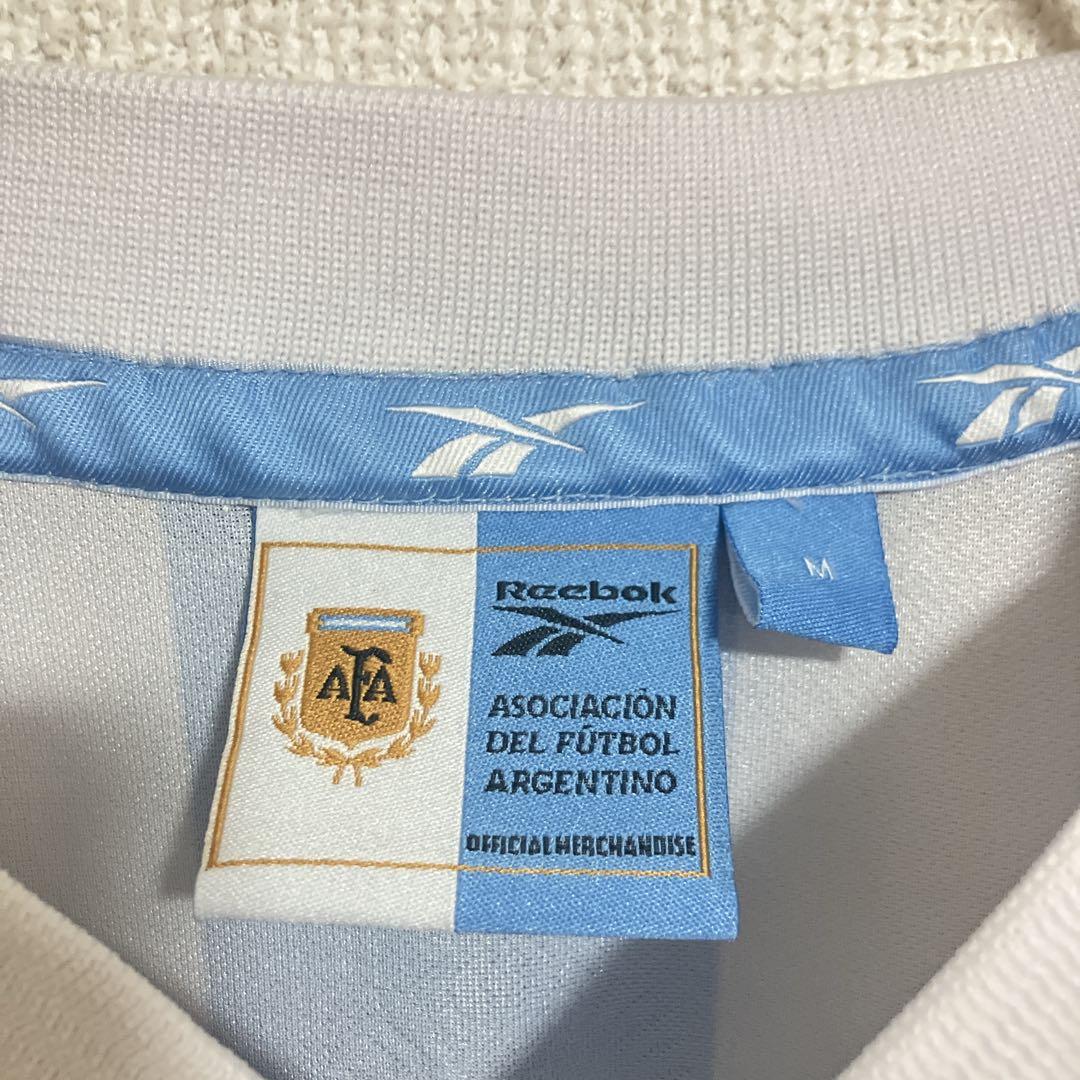 AFA
Reebok
ASOCIACIÓN
DEL FÚTBOL
ARGENTINO
OFFICIAL MERCHANDISE
M